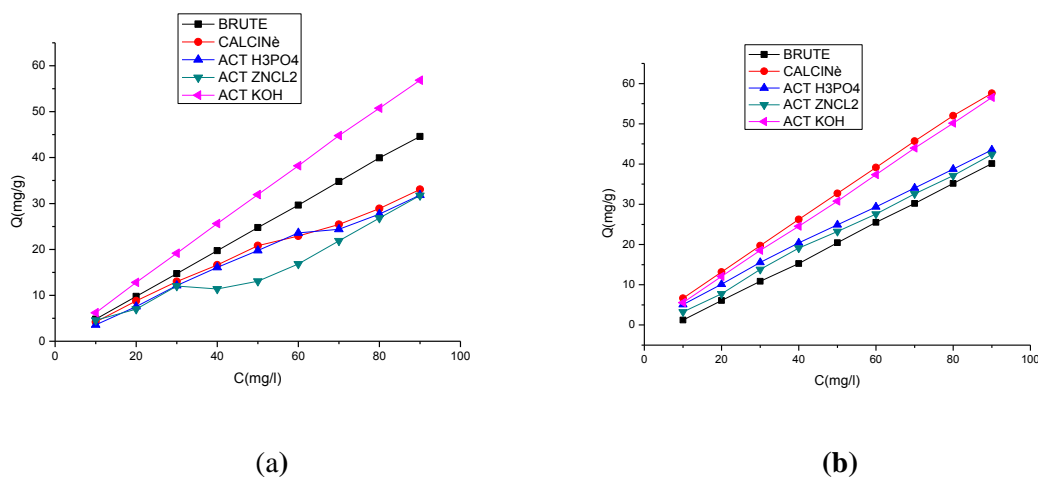 BRUTE
CALCINè
ACT H3PO4
ACT ZNCL2
ACT KOH
60
50
40
30
20
10
0
Q(mg/g)
0 20 40 60 80 100
C(mg/l)
(a)
BRUTE
CALCINè
ACT H3PO4
ACT ZNCL2
ACT KOH
60
50
40
30
20
10
0
Q(mg/g)
0 20 40 60 80 100
C(mg/l)
(b)